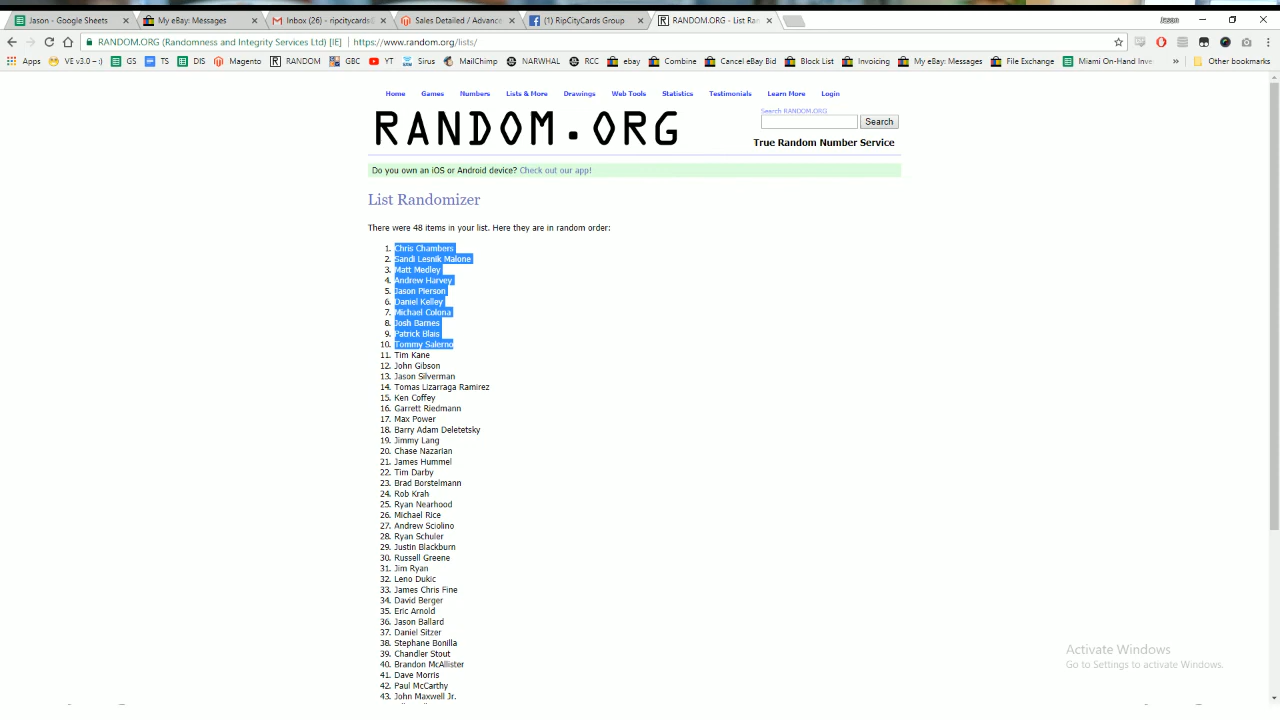 Jason - Google Sheets
My eBay: Messages
Inbox (26) - ripcitycardsE
Sales Detailed / Advance
(1) RipCityCards Group
RANDOM.ORG - List Ran
Jason
RANDOM.ORG (Randomness and Integrity Services Ltd) [IE] https://www.random.org/lists/
Apps VE v3.0 :) GS TS DIS Magento RANDOM GBC YT Sirus MailChimp NARWHAL RCC ebay Combine Cancel eBay Bid Block List Invoicing My eBay: Messages File Exchange Miami On-Hand Inve » Other bookmarks
Home Games Numbers Lists & More Drawings Web Tools Statistics Testimonials Learn More Login
RANDOM.ORG
Search RANDOM.ORG
Search
True Random Number Service
Do you own an iOS or Android device? Check out our app!
List Randomizer
There were 48 items in your list. Here they are in random order:
1. Chris Chambers
2. Sandi Lesnik Malone
3. Matt Medley
4. Andrew Harvey
5. Jason Pierson
6. Daniel Kelley
7. Michael Colona
8. Josh Barnes
9. Patrick Blais
10. Tommy Salerno
11. Tim Kane
12. John Gibson
13. Jason Silverman
14. Tomas Lizarraga Ramirez
15. Ken Coffey
16. Garrett Riedmann
17. Max Power
18. Barry Adam Deletetsky
19. Jimmy Lang
20. Chase Nazarian
21. James Hummel
22. Tim Darby
23. Brad Borstelmann
24. Rob Krah
25. Ryan Nearhood
26. Michael Rice
27. Andrew Sciolino
28. Ryan Schuler
29. Justin Blackburn
30. Russell Greene
31. Jim Ryan
32. Leno Dukic
33. James Chris Fine
34. David Berger
35. Eric Arnold
36. Jason Ballard
37. Daniel Sitzer
38. Stephane Bonilla
39. Chandler Stout
40. Brandon McAllister
41. Dave Morris
42. Paul McCarthy
43. John Maxwell Jr.
Activate Windows
Go to Settings to activate Windows.